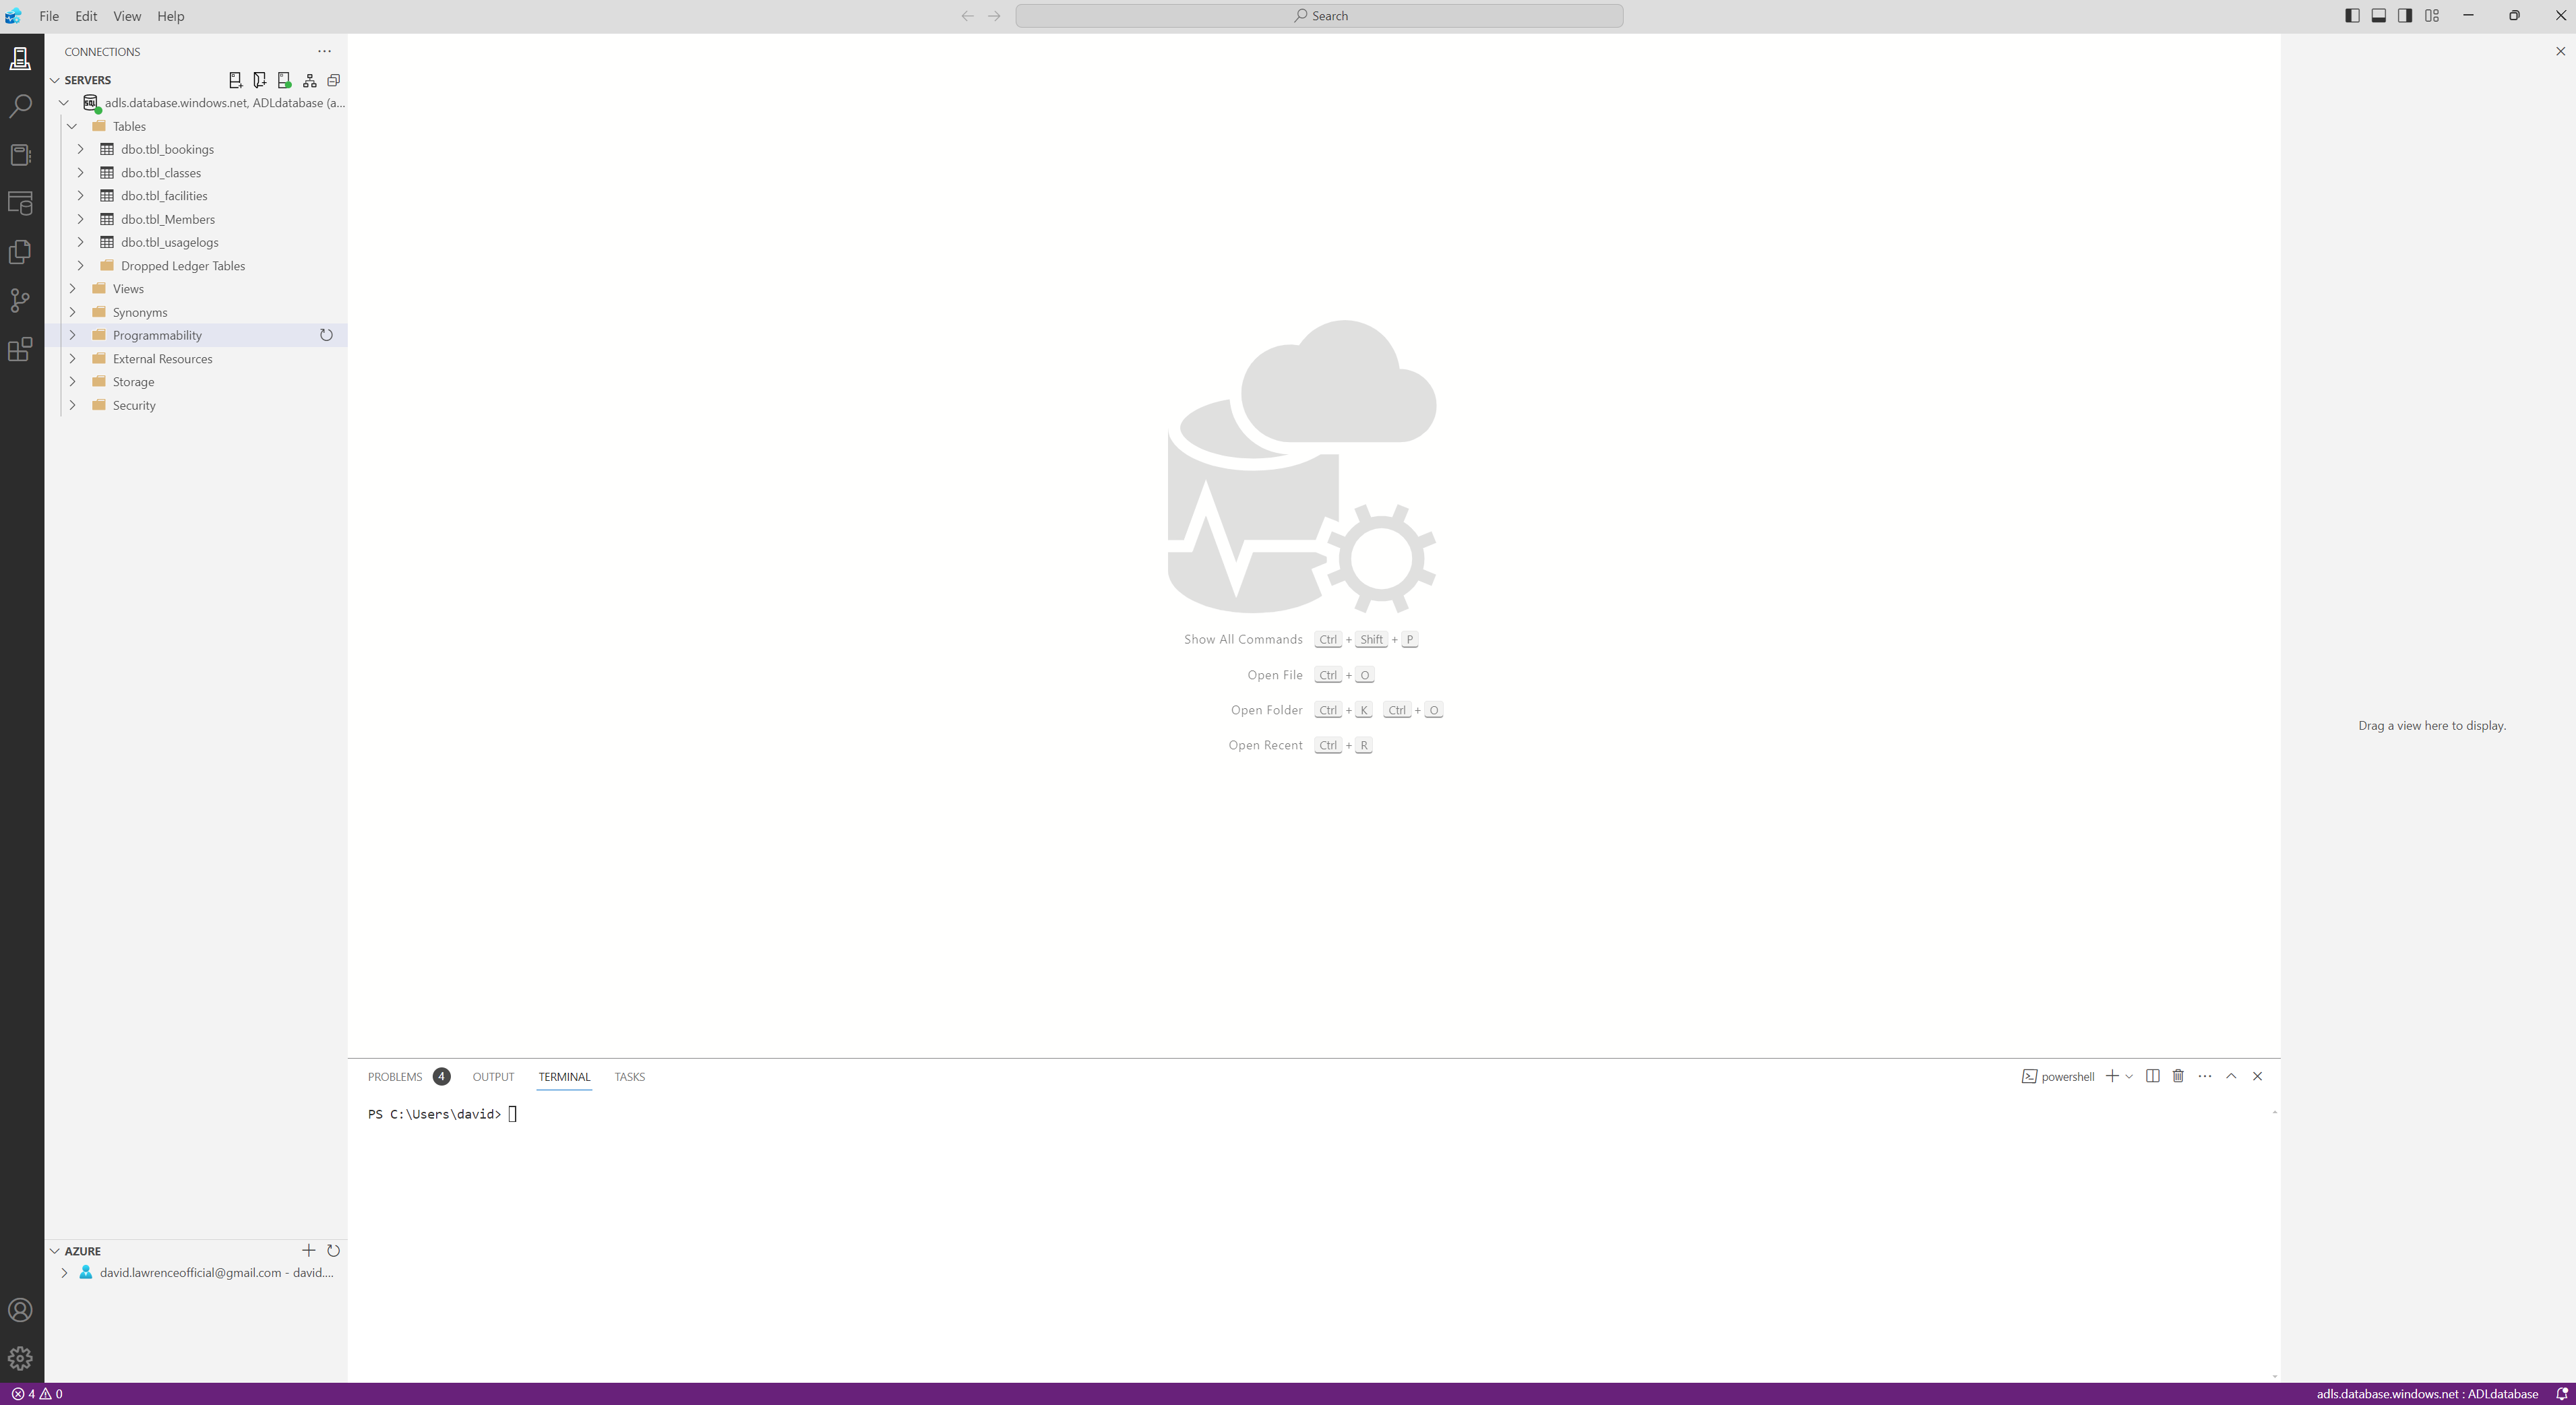 File Edit View Help
Search
CONNECTIONS
SERVERS
adls.database.windows.net, ADLdatabase (a...
Tables
dbo.tbl_bookings
dbo.tbl_classes
dbo.tbl_facilities
dbo.tbl_Members
dbo.tbl_usagelogs
Dropped Ledger Tables
Views
Synonyms
Programmability
External Resources
Storage
Security
Show All Commands Ctrl + Shift + P
Open File Ctrl + O
Open Folder Ctrl + K Ctrl + O
Open Recent Ctrl + R
Drag a view here to display.
PROBLEMS 4 OUTPUT TERMINAL TASKS
powershell
PS C:\Users\david>
AZURE
david.lawrenceofficial@gmail.com - david....
4 0
adls.database.windows.net : ADLdatabase